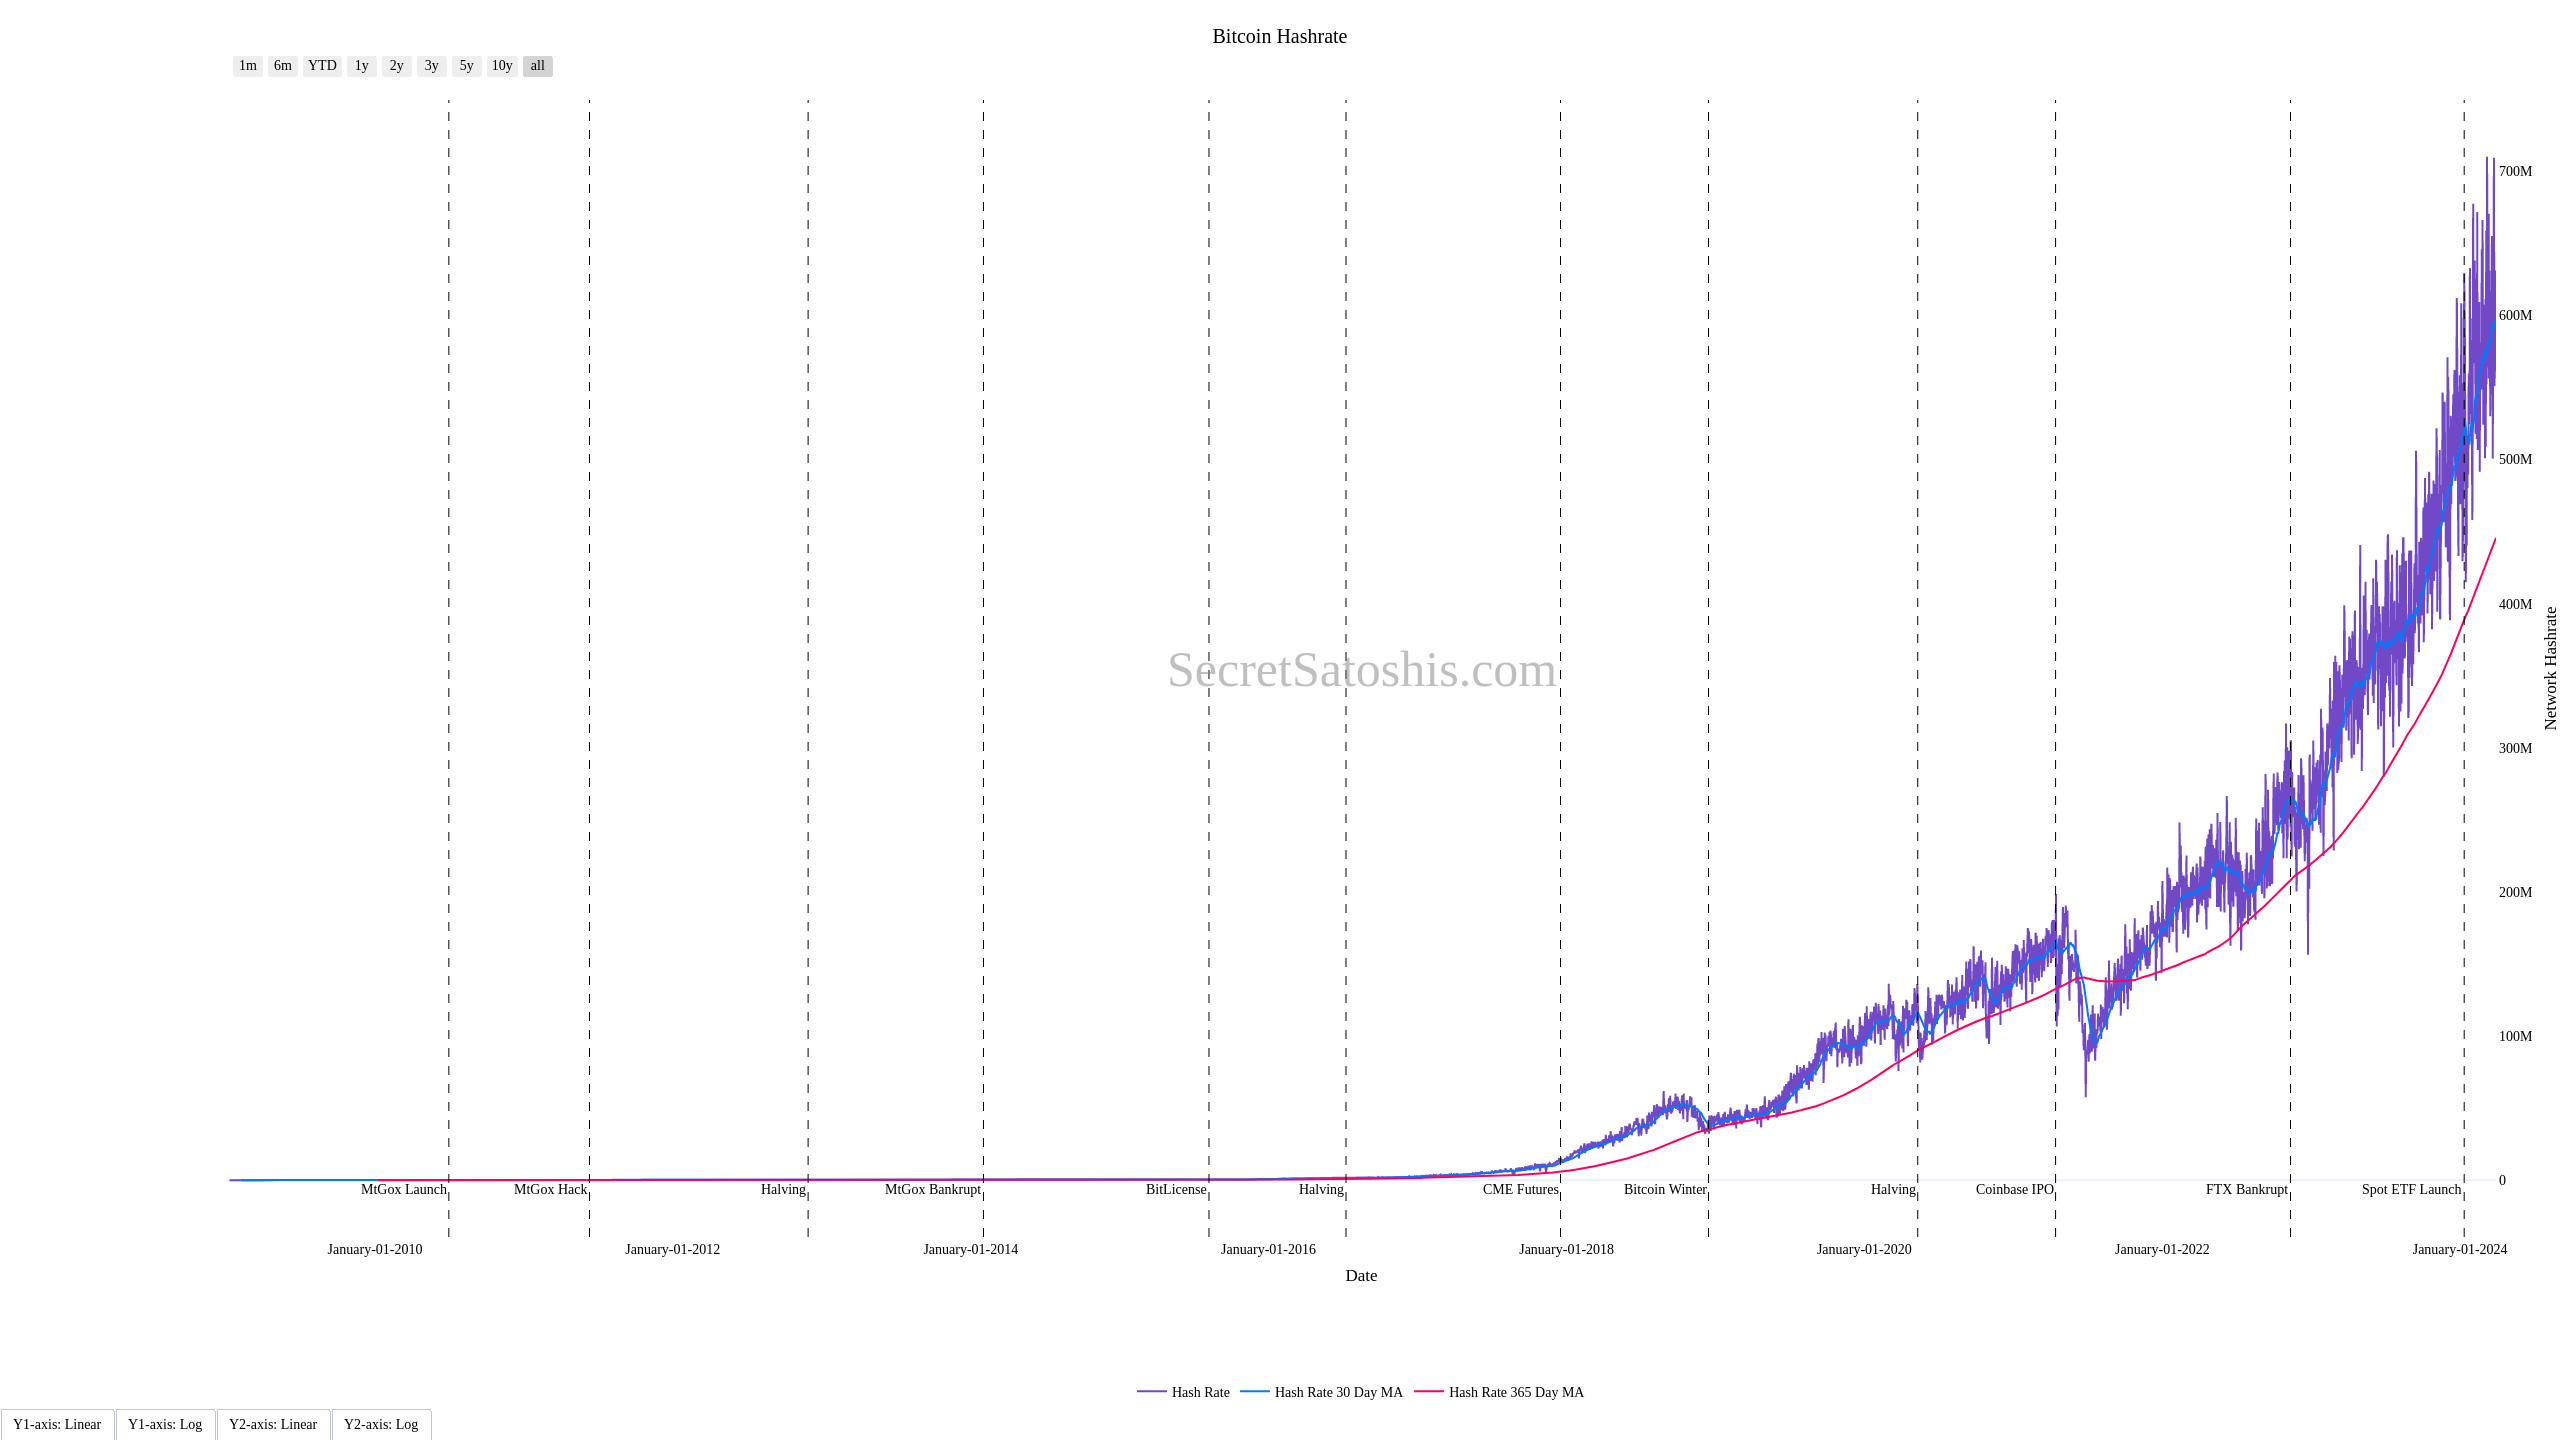 Bitcoin Hashrate
1m 6m YTD 1y 2y 3y 5y 10y all
700M
600M
500M
400M
300M
200M
100M
0
Network Hashrate
SecretSatoshis.com
MtGox Launch MtGox Hack Halving MtGox Bankrupt BitLicense Halving CME Futures Bitcoin Winter Halving Coinbase IPO FTX Bankrupt Spot ETF Launch
January-01-2010 January-01-2012 January-01-2014 January-01-2016 January-01-2018 January-01-2020 January-01-2022 January-01-2024
Date
Hash Rate Hash Rate 30 Day MA Hash Rate 365 Day MA
Y1-axis: Linear Y1-axis: Log Y2-axis: Linear Y2-axis: Log